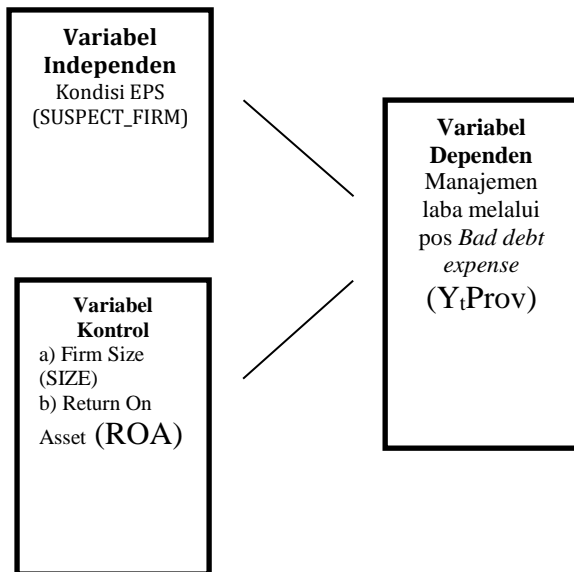 Variabel
Independen
Kondisi EPS
(SUSPECT_FIRM)
Variabel
Dependen
Manajemen
laba melalui
pos Bad debt
expense
(YtProv)
Variabel
Kontrol
a) Firm Size
(SIZE)
b) Return On
Asset (ROA)